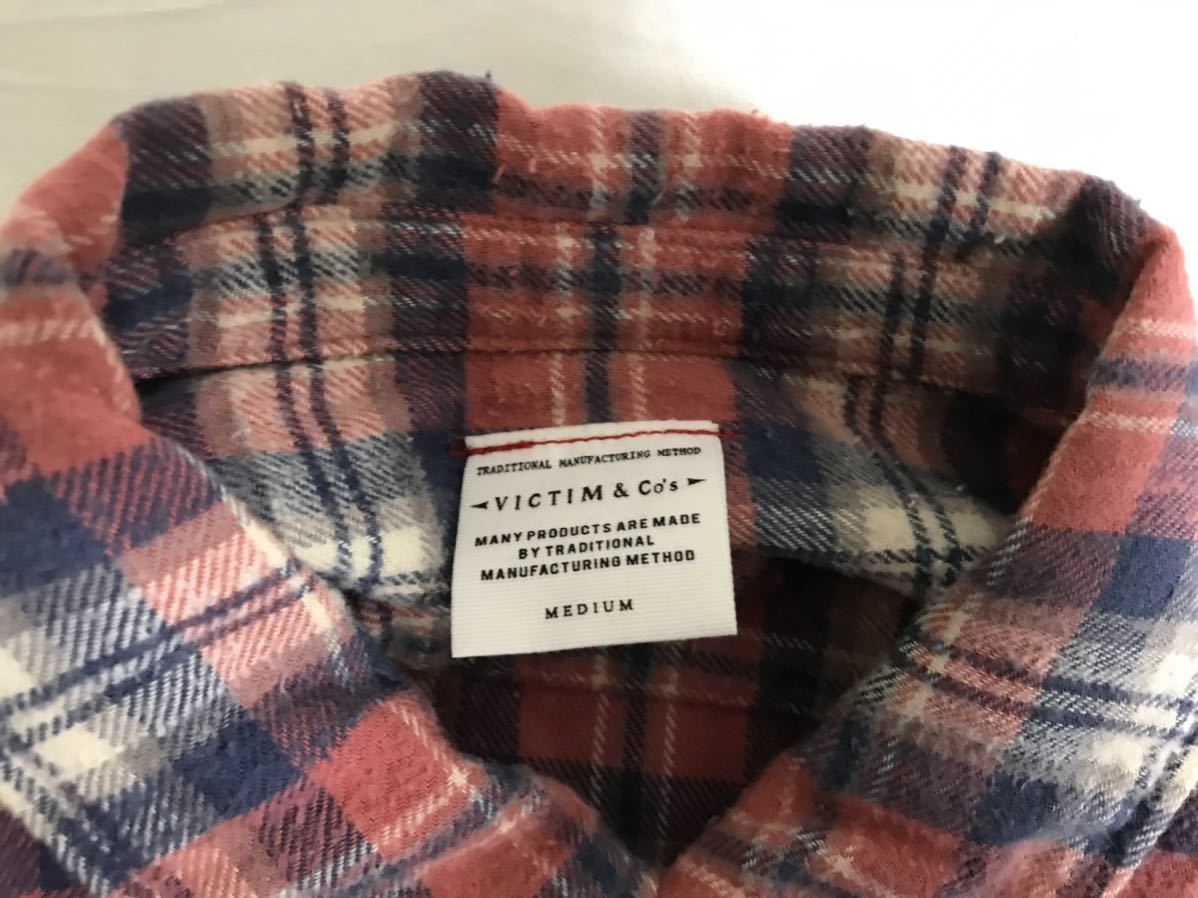 TRADITIONAL MANUFACTURING METHOD
VICTIM & Co's
MANY PRODUCTS ARE MADE
BY TRADITIONAL
MANUFACTURING METHOD
MEDIUM